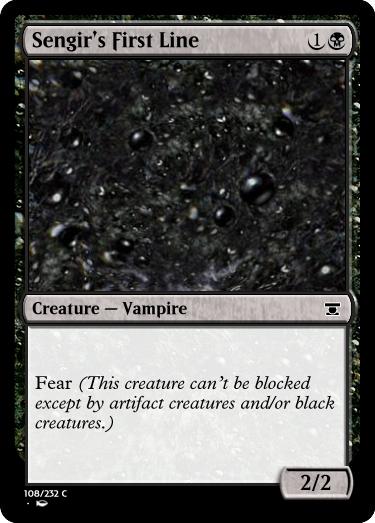 Sengir's First Line 1
Creature — Vampire
Fear (This creature can't be blocked
except by artifact creatures and/or black
creatures.)
2/2
108/232 C